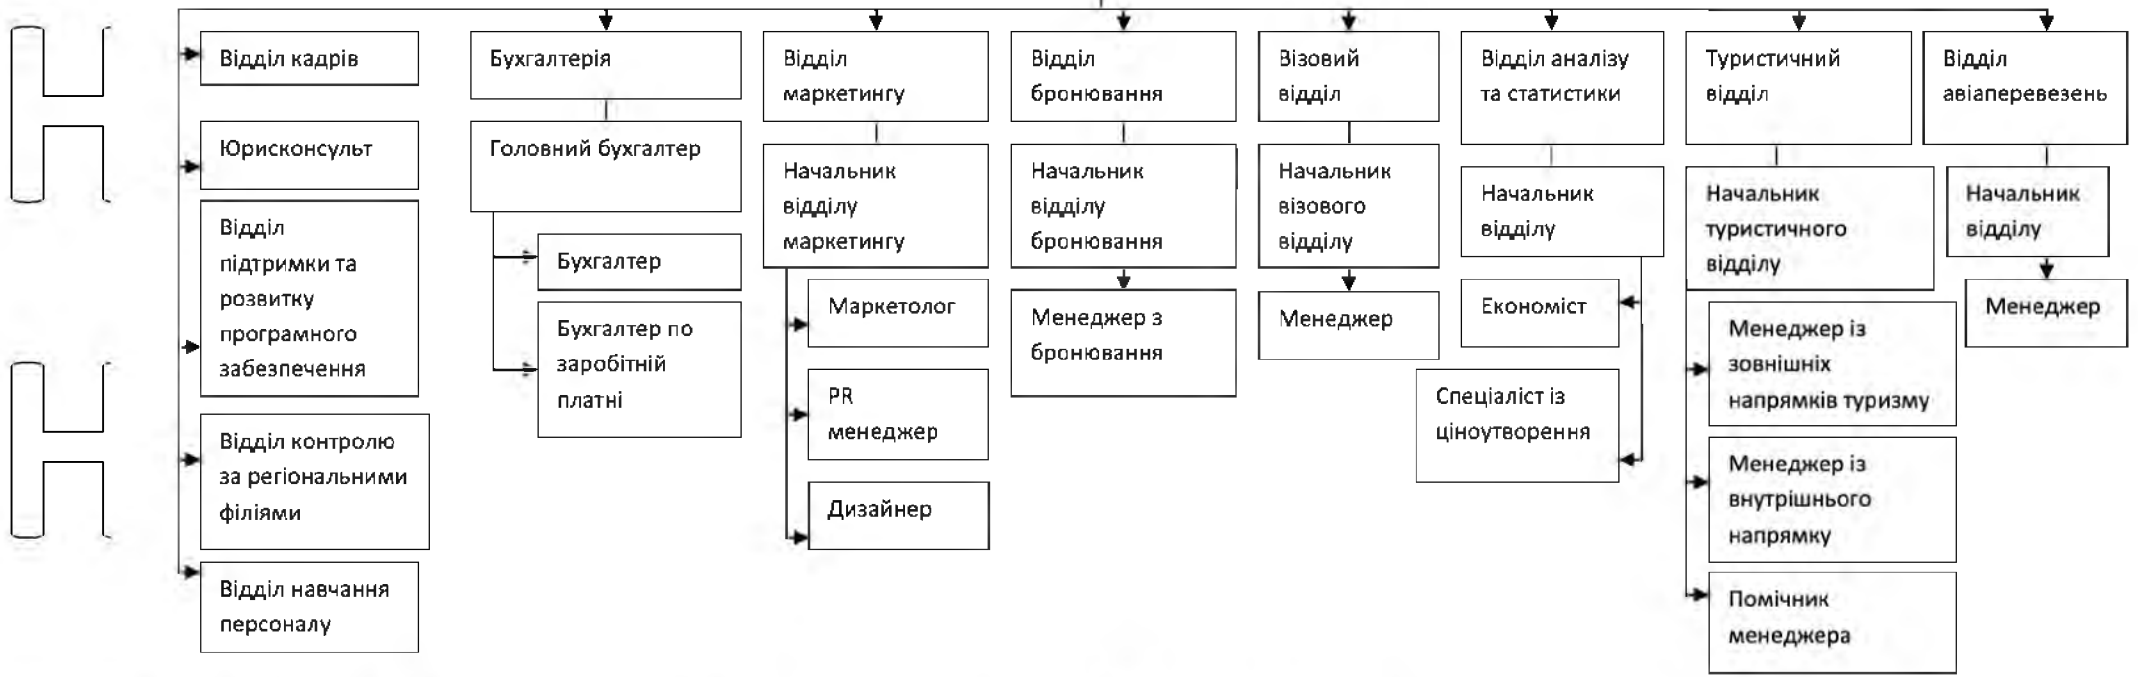 Відділ кадрів
Юрисконсульт
Відділ
підтримки та
розвитку
програмного
забезпечення
Відділ контролю
за регіональними
філіями
Відділ навчання
персоналу
Бухгалтерія
Головний бухгалтер
Бухгалтер
Бухгалтер по
заробітній
платні
Відділ
маркетингу
Начальник
відділу
маркетингу
Маркетолог
PR
менеджер
Дизайнер
Відділ
бронювання
Начальник
відділу
бронювання
Менеджер з
бронювання
Візовий
відділ
Начальник
візового
відділу
Менеджер
Відділ аналізу
та статистики
Начальник
відділу
Економіст
Спеціаліст із
ціноутворення
Туристичний
відділ
Начальник
туристичного
відділу
Менеджер із
зовнішніх
напрямків туризму
Менеджер із
внутрішнього
напрямку
Помічник
менеджера
Відділ
авіаперевезень
Начальник
відділу
Менеджер